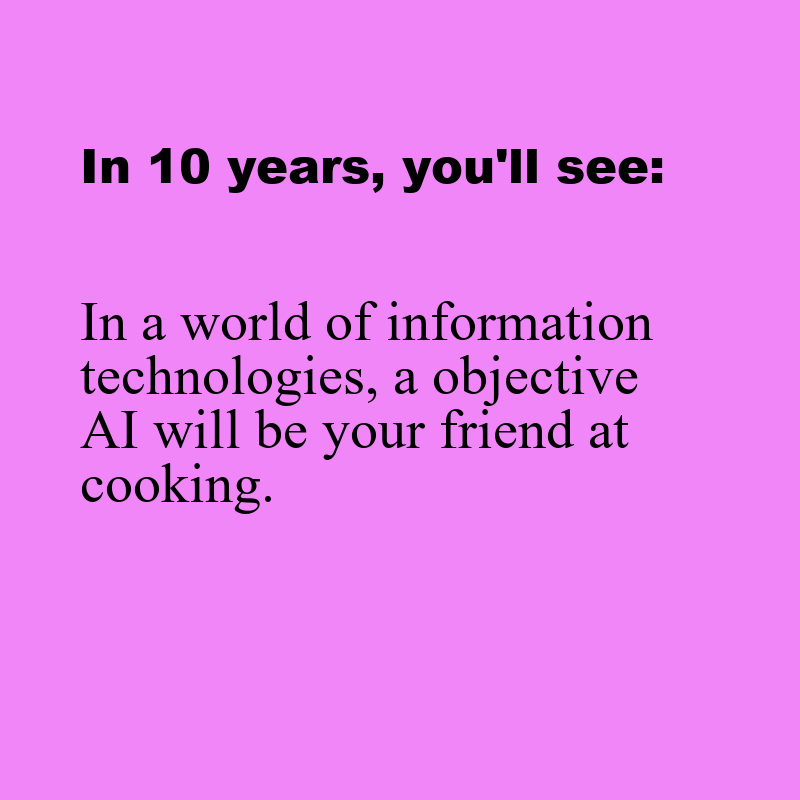 In 10 years, you'll see:
In a world of information
technologies, a objective
AI will be your friend at
cooking.